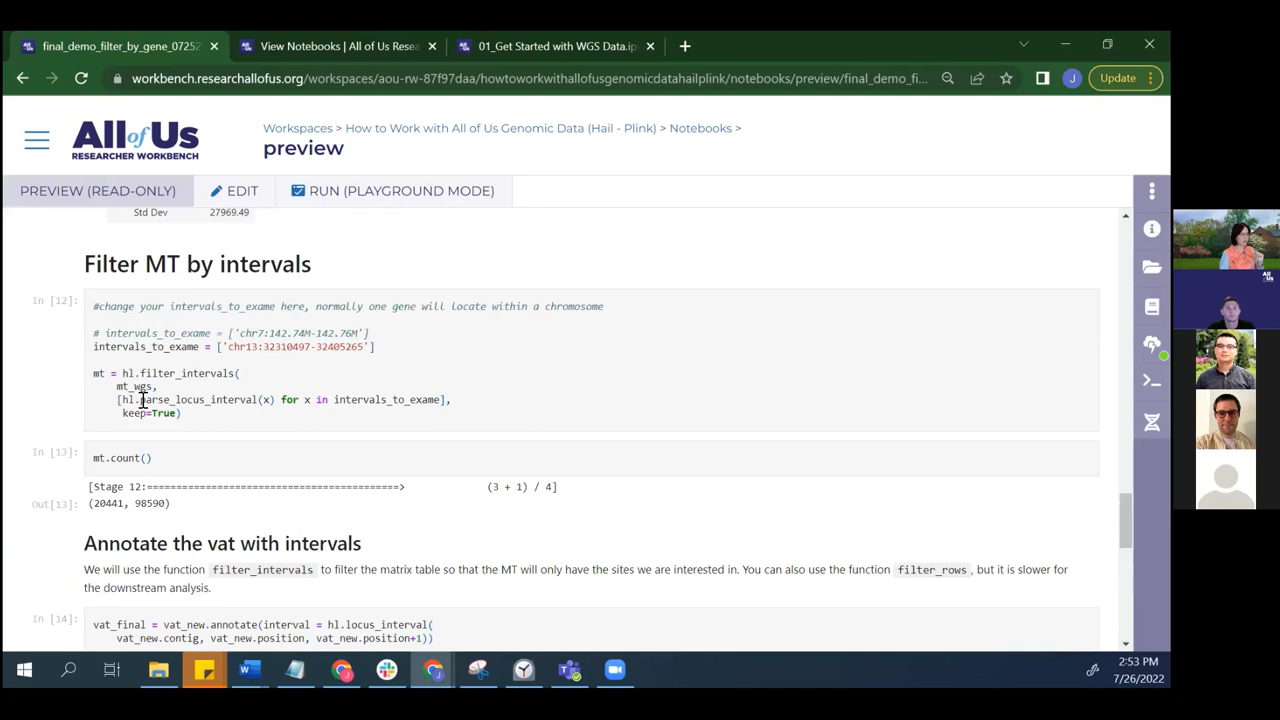 final_demo_filter_by_gene_07252
View Notebooks | All of Us Resea
01_Get Started with WGS Data.ip
workbench.researchallofus.org/workspaces/aou-rw-87f97daa/howtoworkwithallofusgenomicdatahailplink/notebooks/preview/final_demo_fi...
J
Update
All of Us
RESEARCHER WORKBENCH
Workspaces > How to Work with All of Us Genomic Data (Hail - Plink) > Notebooks >
preview
PREVIEW (READ-ONLY)
EDIT
RUN (PLAYGROUND MODE)
Std Dev 27969.49
Filter MT by intervals
In [12]:
#change your intervals_to_exame here, normally one gene will locate within a chromosome
# intervals_to_exame = ['chr7:142.74M-142.76M']
intervals_to_exame = ['chr13:32310497-32405265']
mt = hl.filter_intervals(
mt_wgs,
[hl.parse_locus_interval(x) for x in intervals_to_exame],
keep=True)
In [13]:
mt.count()
[Stage 12:==========================================> (3 + 1) / 4]
Out[13]:
(20441, 98590)
Annotate the vat with intervals
We will use the function filter_intervals to filter the matrix table so that the MT will only have the sites we are interested in. You can also use the function filter_rows, but it is slower for
the downstream analysis.
In [14]:
vat_final = vat_new.annotate(interval = hl.locus_interval(
vat_new.contig, vat_new.position, vat_new.position+1))
2:53 PM
7/26/2022